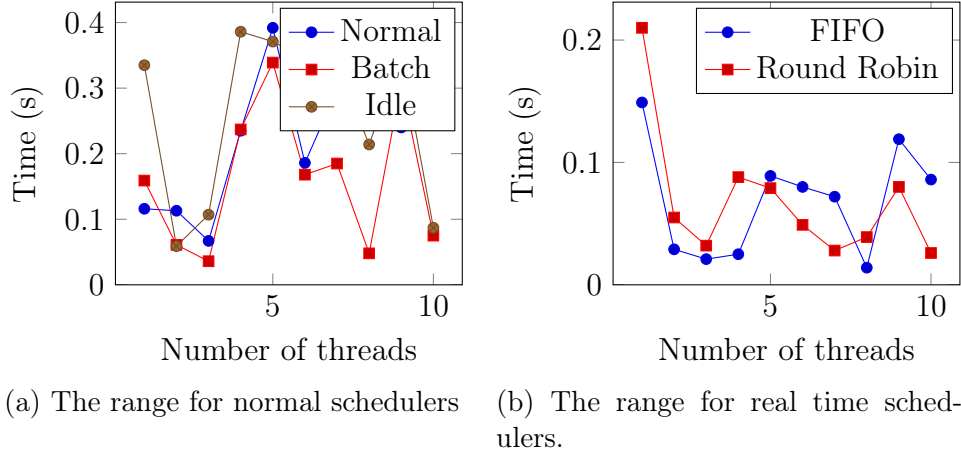 0.4
0.3
0.2
0.1
0
Time (s)
5
10
Number of threads
Normal
Batch
Idle
(a) The range for normal schedulers
0.2
0.1
0
Time (s)
5
10
Number of threads
FIFO
Round Robin
(b) The range for real time sched-
ulers.